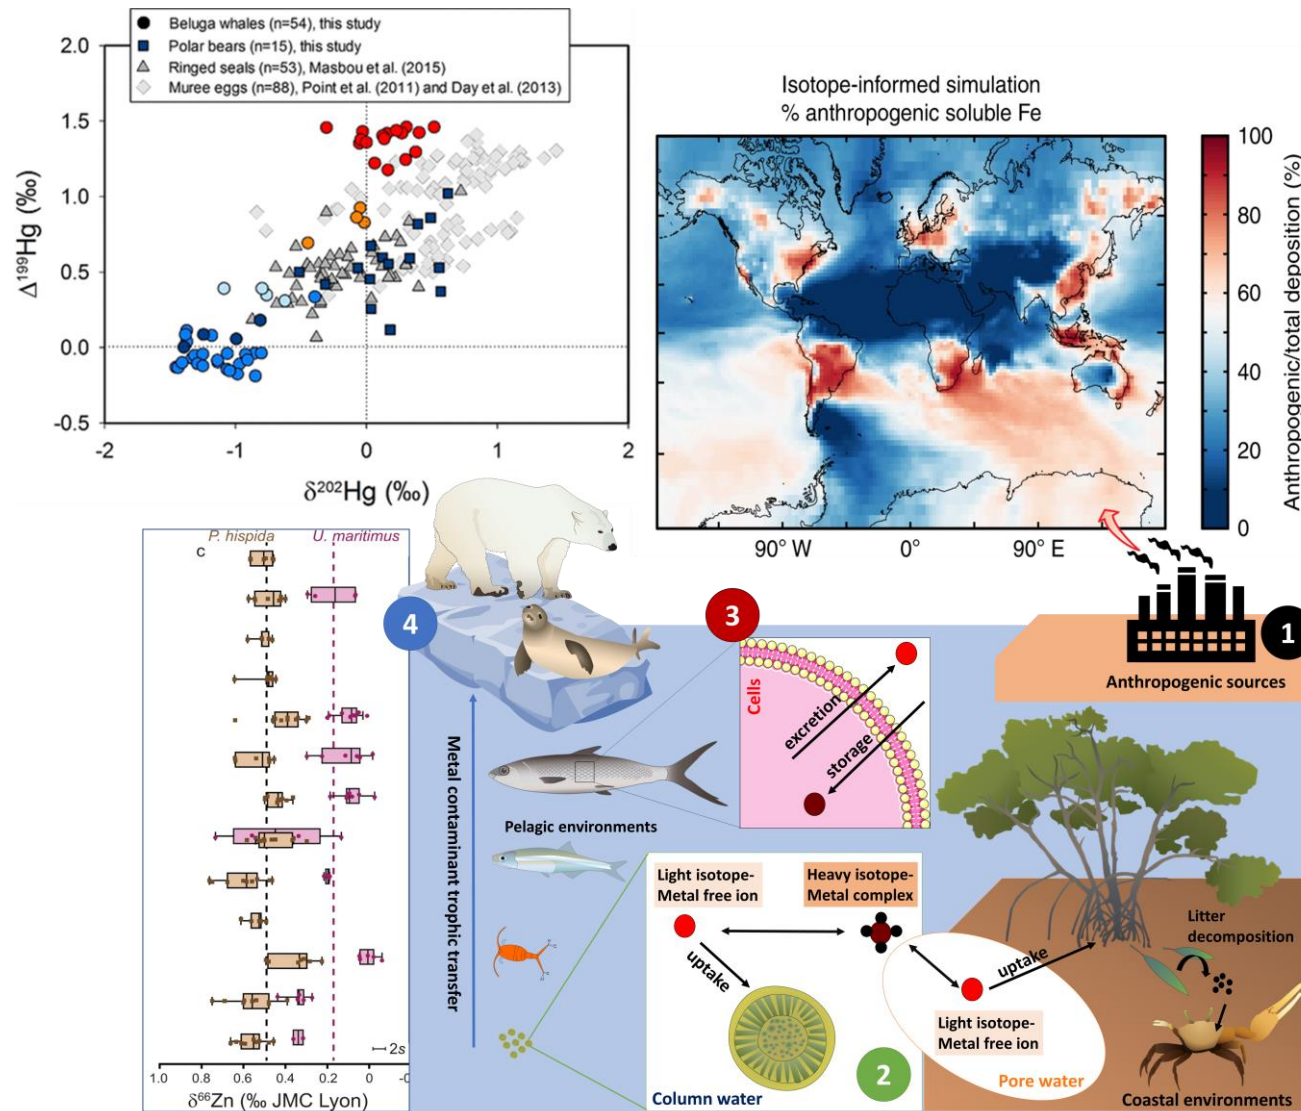 Beluga whales (n=54), this study
Polar bears (n=15), this study
Ringed seals (n=53), Masbou et al. (2015)
Muree eggs (n=88), Point et al. (2011) and Day et al. (2013)
2.0
1.5
1.0
0.5
0.0
-0.5
Δ¹⁹⁹Hg (‰)
-2
-1
0
1
2
δ²⁰²Hg (‰)
Isotope-informed simulation
% anthropogenic soluble Fe
90° W
0°
90° E
100
80
60
40
20
0
Anthropogenic/total deposition (%)
P. hispida
U. maritimus
c
2s
1.0
0.8
0.6
0.4
0.2
0
-0
δ⁶⁶Zn (‰ JMC Lyon)
4
Metal contaminant trophic transfer
Pelagic environments
3
Cells
excretion
storage
1
Anthropogenic sources
Light isotope-
Metal free ion
Heavy isotope-
Metal complex
uptake
2
Column water
uptake
Light isotope-
Metal free ion
Pore water
Litter
decomposition
Coastal environments